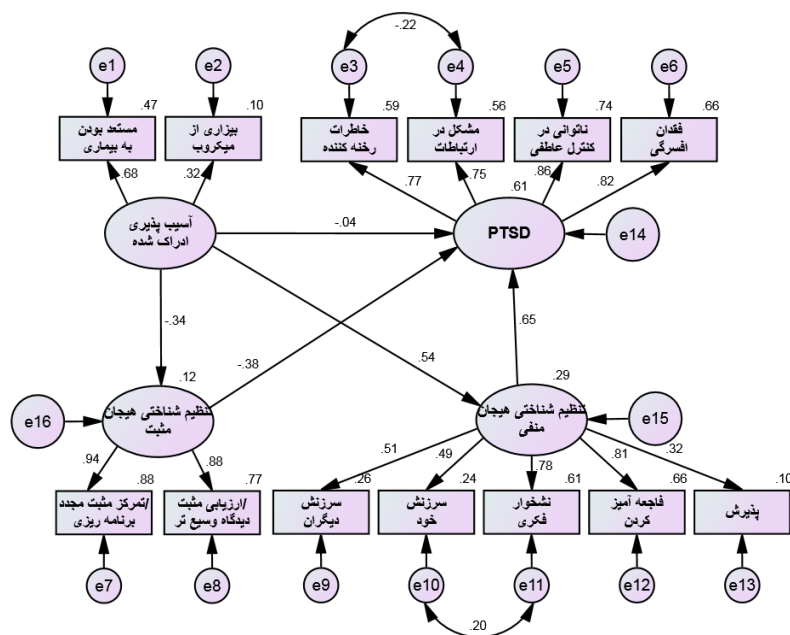 -.22
e1
e2
e3
e4
e5
e6
.47
.10
.59
.56
.74
.66
مستعد بودن
به بیماری
بیزاری از
میکروب
خاطرات
رخنه کننده
مشکل در
ارتباطات
ناتوانی در
کنترل عاطفی
فقدان
افسرگی
.68
.32
.77
.75
.86
.82
.61
آسیب پذیری
ادراک شده
-.04
PTSD
e14
-.34
-.38
.54
.65
.12
.29
e16
تنظیم شناختی هیجان
مثبت
تنظیم شناختی هیجان
منفی
e15
.94
.88
.51
.49
.78
.81
.32
.88
.77
.26
.24
.61
.66
.10
تمرکز مثبت مجدد/
برنامه ریزی
ارزیابی مثبت/
دیدگاه وسیع تر
سرزنش
دیگران
سرزنش
خود
نشخوار
فکری
فاجعه آمیز
کردن
پذیرش
e7
e8
e9
e10
e11
e12
e13
.20